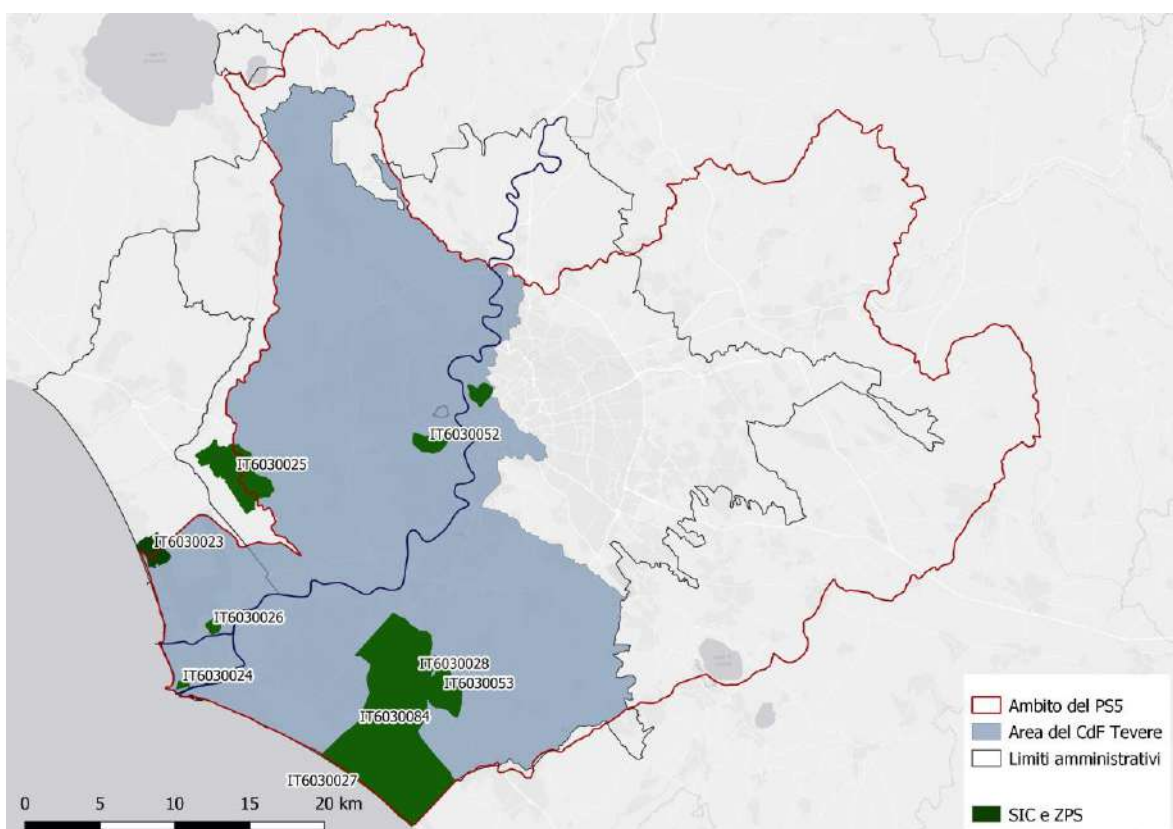 IT6030052
IT6030025
IT6030023
IT6030026
IT6030028
IT6030024
IT6030053
IT6030084
IT6030027
Ambito del PS5
Area del CdF Tevere
Limiti amministrativi
SIC e ZPS
0 5 10 15 20 km